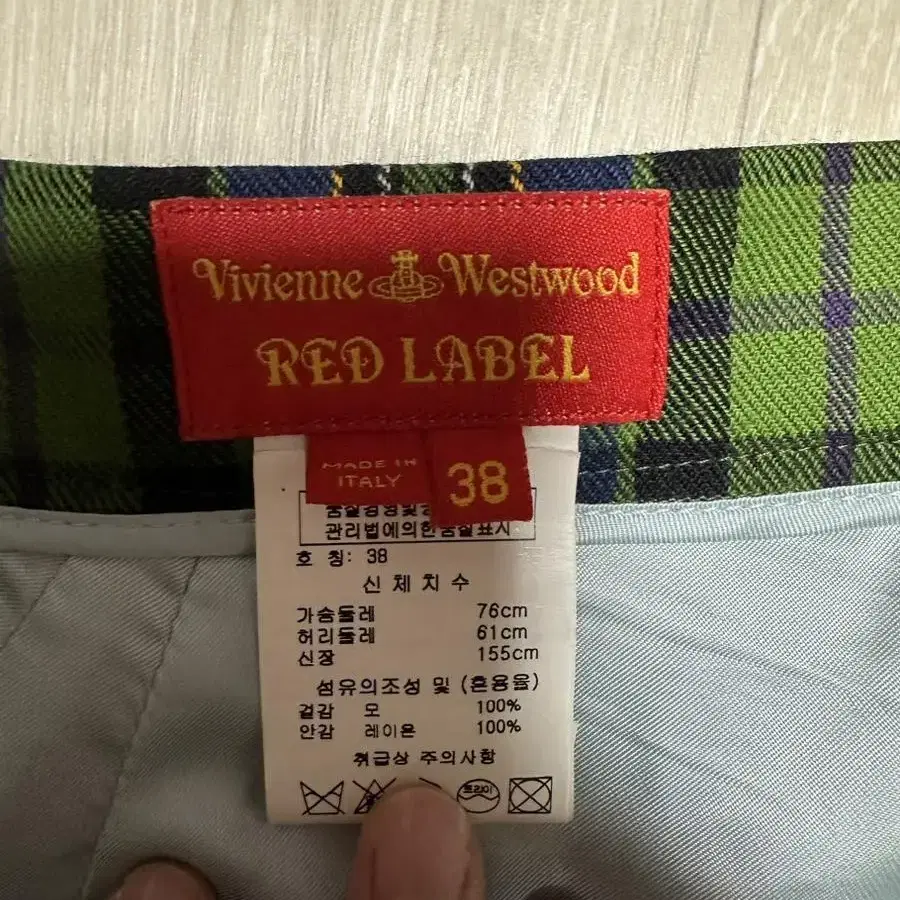 Vivienne Westwood
RED LABEL
MADE IN
ITALY
38
관리법에의한품질표시
호 칭: 38
신 체 치 수
가슴둘레 76cm
허리둘레 61cm
신장 155cm
섬유의조성 및 (혼용율)
겉감 모 100%
안감 레이온 100%
취급상 주의사항
드라이